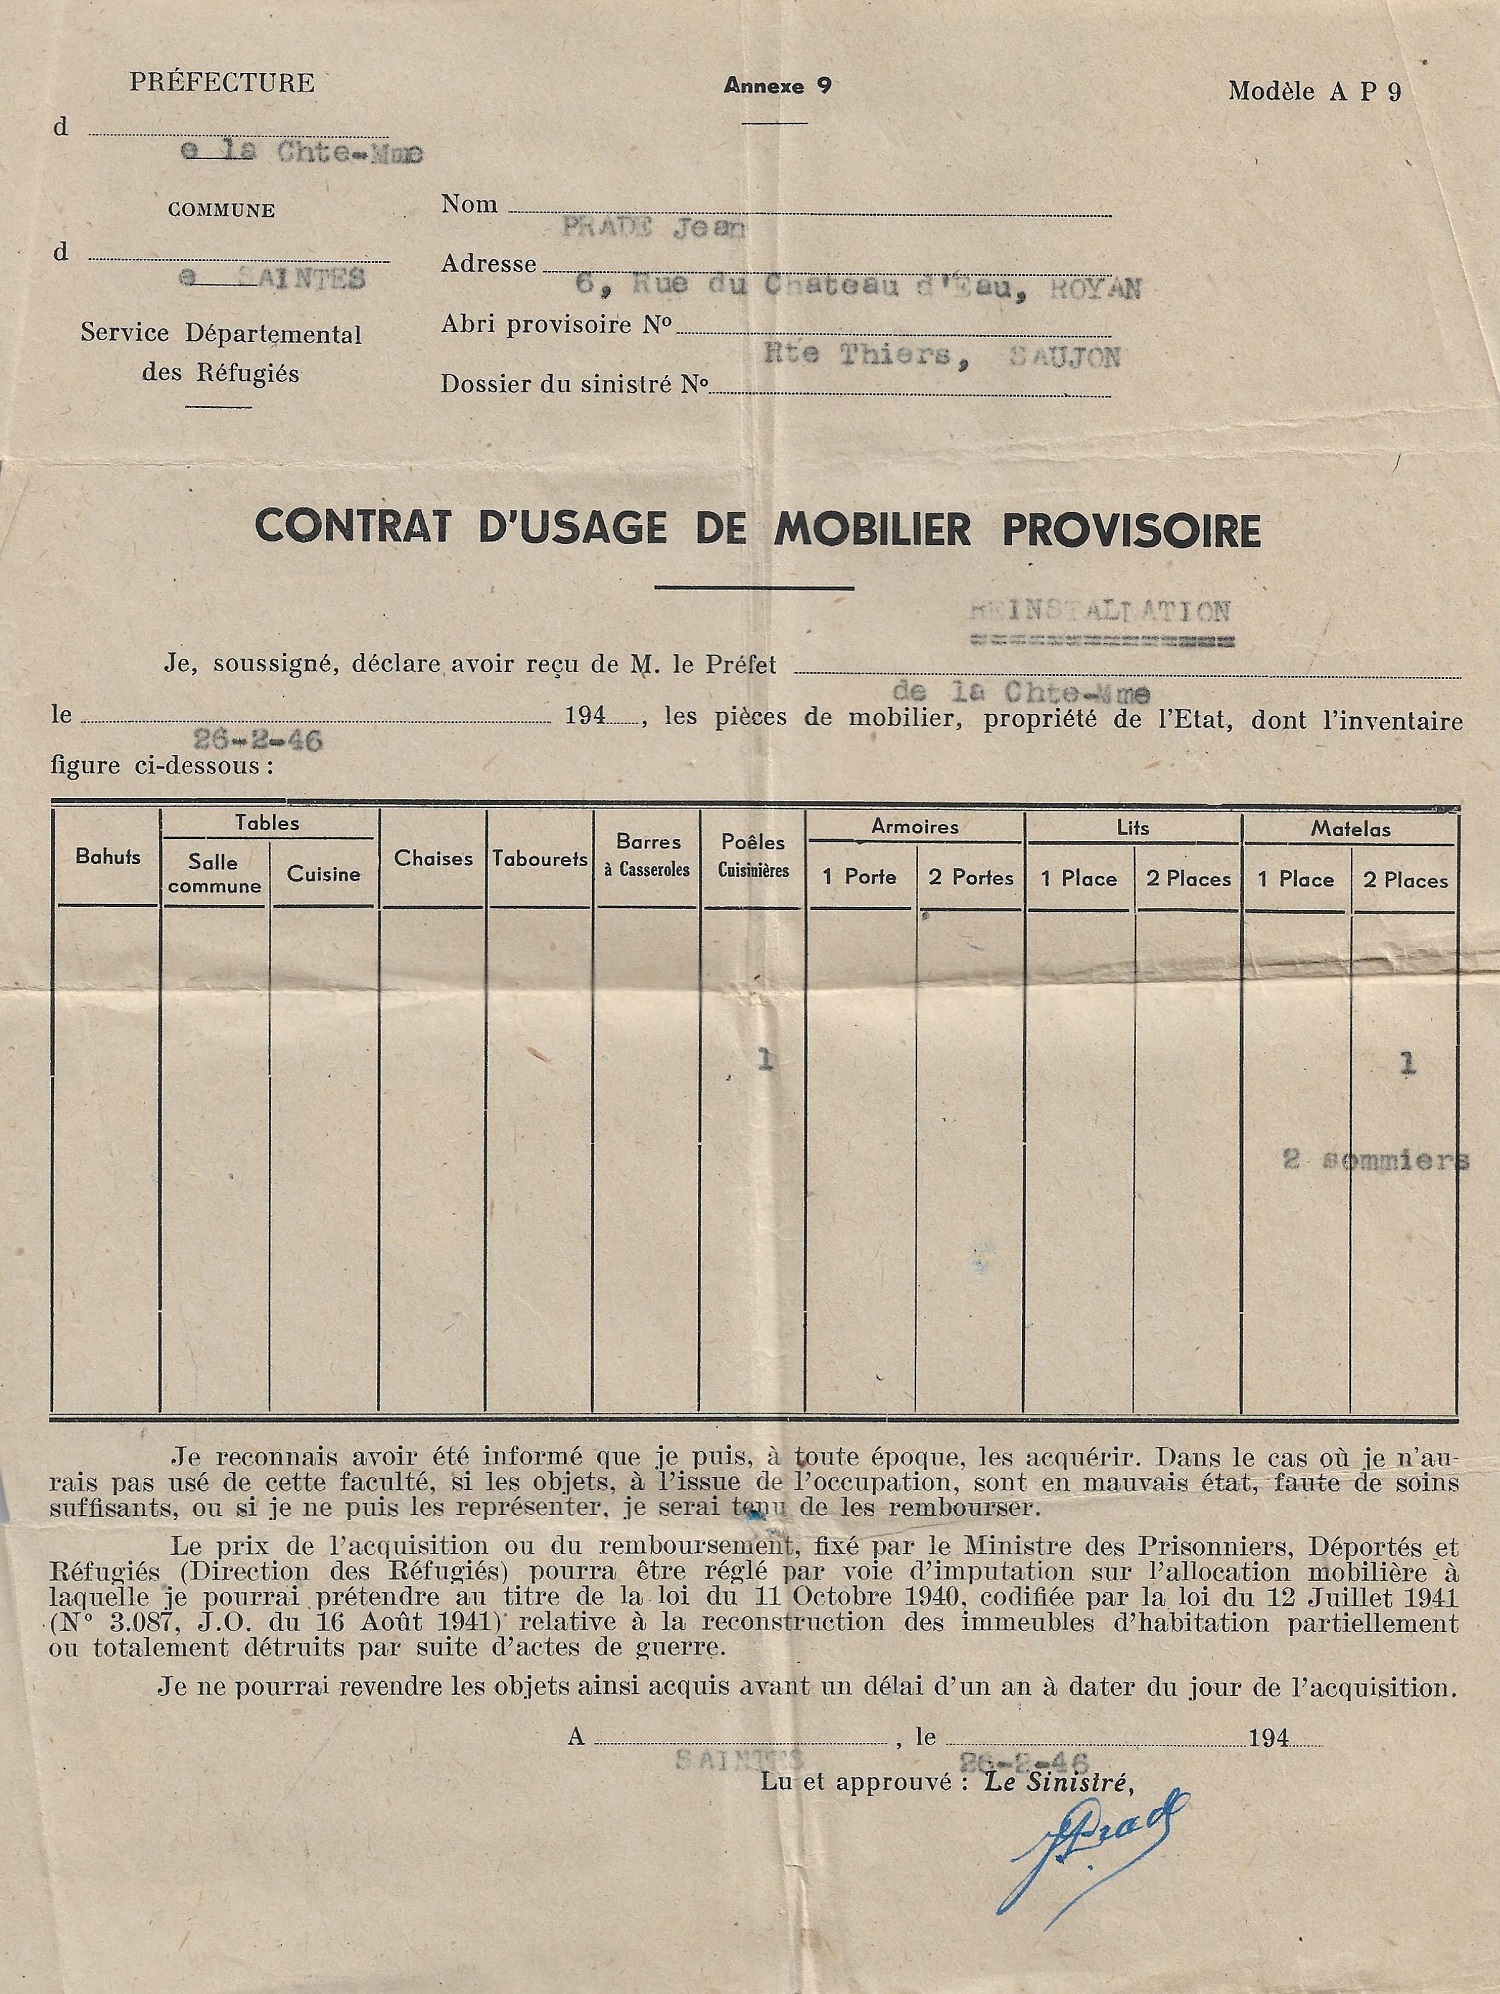 PRÉFECTURE
Annexe 9
Modèle A P 9
d
e la Chte-Mme
COMMUNE
d
e SAINTES
Service Départemental
des Réfugiés
Nom
PRADE Jean
Adresse
6, Rue du Chateau d'Eau, ROYAN
Abri provisoire Nº
Rte Thiers, SAUJON
Dossier du sinistré Nº
CONTRAT D'USAGE DE MOBILIER PROVISOIRE
REINSTALLATION
Je, soussigné, déclare avoir reçu de M. le Préfet
de la Chte-Mme
le 194 , les pièces de mobilier, propriété de l'Etat, dont l'inventaire
26-2-46
figure ci-dessous :
Bahuts
Tables
Salle
commune
Cuisine
Chaises
Tabourets
Barres
à Casseroles
Poêles
Cuisinières
Armoires
1 Porte
2 Portes
Lits
1 Place
2 Places
Matelas
1 Place
2 Places
1
1
2 sommiers
Je reconnais avoir été informé que je puis, à toute époque, les acquérir. Dans le cas où je n'au-
rais pas usé de cette faculté, si les objets, à l'issue de l'occupation, sont en mauvais état, faute de soins
suffisants, ou si je ne puis les représenter, je serai tenu de les rembourser.
Le prix de l'acquisition ou du remboursement, fixé par le Ministre des Prisonniers, Déportés et
Réfugiés (Direction des Réfugiés) pourra être réglé par voie d'imputation sur l'allocation mobilière à
laquelle je pourrai prétendre au titre de la loi du 11 Octobre 1940, codifiée par la loi du 12 Juillet 1941
(N° 3.087, J.O. du 16 Août 1941) relative à la reconstruction des immeubles d'habitation partiellement
ou totalement détruits par suite d'actes de guerre.
Je ne pourrai revendre les objets ainsi acquis avant un délai d'un an à dater du jour de l'acquisition.
A , le 194
SAINTES 26-2-46
Lu et approuvé : Le Sinistré,
J Prade